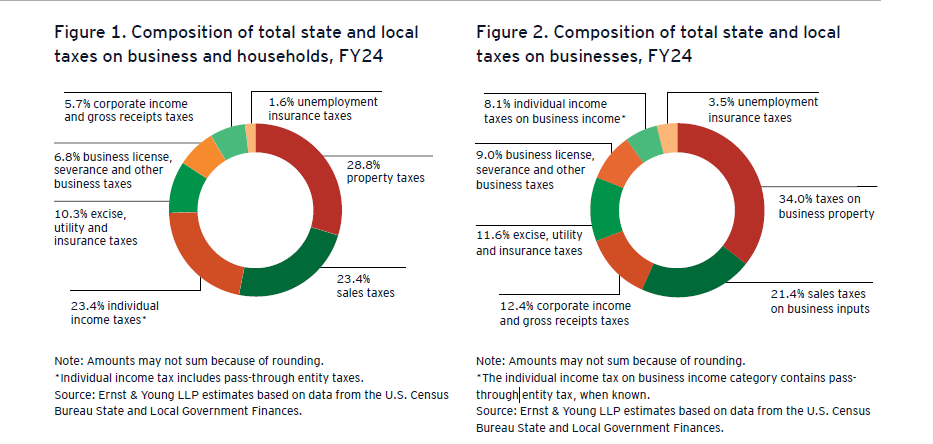 Figure 1. Composition of total state and local
taxes on business and households, FY24
5.7% corporate income
and gross receipts taxes
1.6% unemployment
insurance taxes
6.8% business license,
severance and other
business taxes
28.8%
property taxes
10.3% excise,
utility and
insurance taxes
23.4%
sales taxes
23.4% individual
income taxes*
Note: Amounts may not sum because of rounding.
*Individual income tax includes pass-through entity taxes.
Source: Ernst & Young LLP estimates based on data from the U.S. Census
Bureau State and Local Government Finances.
Figure 2. Composition of total state and local
taxes on businesses, FY24
8.1% individual income
taxes on business income*
3.5% unemployment
insurance taxes
9.0% business license,
severance and other
business taxes
34.0% taxes on
business property
11.6% excise, utility
and insurance taxes
21.4% sales taxes
on business inputs
12.4% corporate income
and gross receipts taxes
Note: Amounts may not sum because of rounding.
*The individual income tax on business income category contains pass-
through entity tax, when known.
Source: Ernst & Young LLP estimates based on data from the U.S. Census
Bureau State and Local Government Finances.